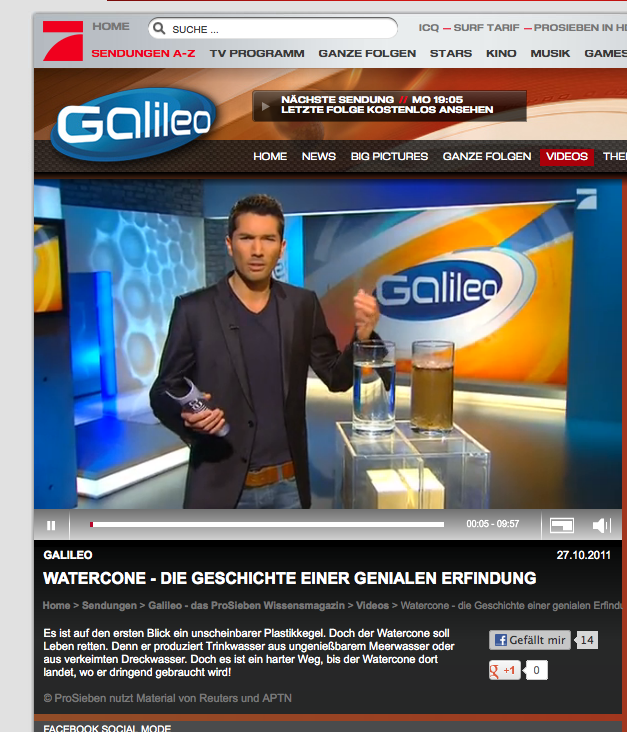 HOME
SUCHE ...
ICQ — SURF TARIF — PROSIEBEN IN
SENDUNGEN A-Z TV PROGRAMM GANZE FOLGEN STARS KINO MUSIK GAMES
Galileo
NÄCHSTE SENDUNG // MO 19:05
LETZTE FOLGE KOSTENLOS ANSEHEN
HOME NEWS BIG PICTURES GANZE FOLGEN VIDEOS THE
GALILEO
00:05 - 09:57
GALILEO
27.10.2011
WATERCONE - DIE GESCHICHTE EINER GENIALEN ERFINDUNG
Home > Sendungen > Galileo - das ProSieben Wissensmagazin > Videos > Watercone - die Geschichte einer genialen Erfindu
Es ist auf den ersten Blick ein unscheinbarer Plastikkegel. Doch der Watercone soll
Leben retten. Denn er produziert Trinkwasser aus ungenießbarem Meerwasser oder
aus verkeimten Dreckwasser. Doch es ist ein harter Weg, bis der Watercone dort
landet, wo er dringend gebraucht wird!
Gefällt mir 14
+1 0
© ProSieben nutzt Material von Reuters und APTN
FACEBOOK SOCIAL MODE